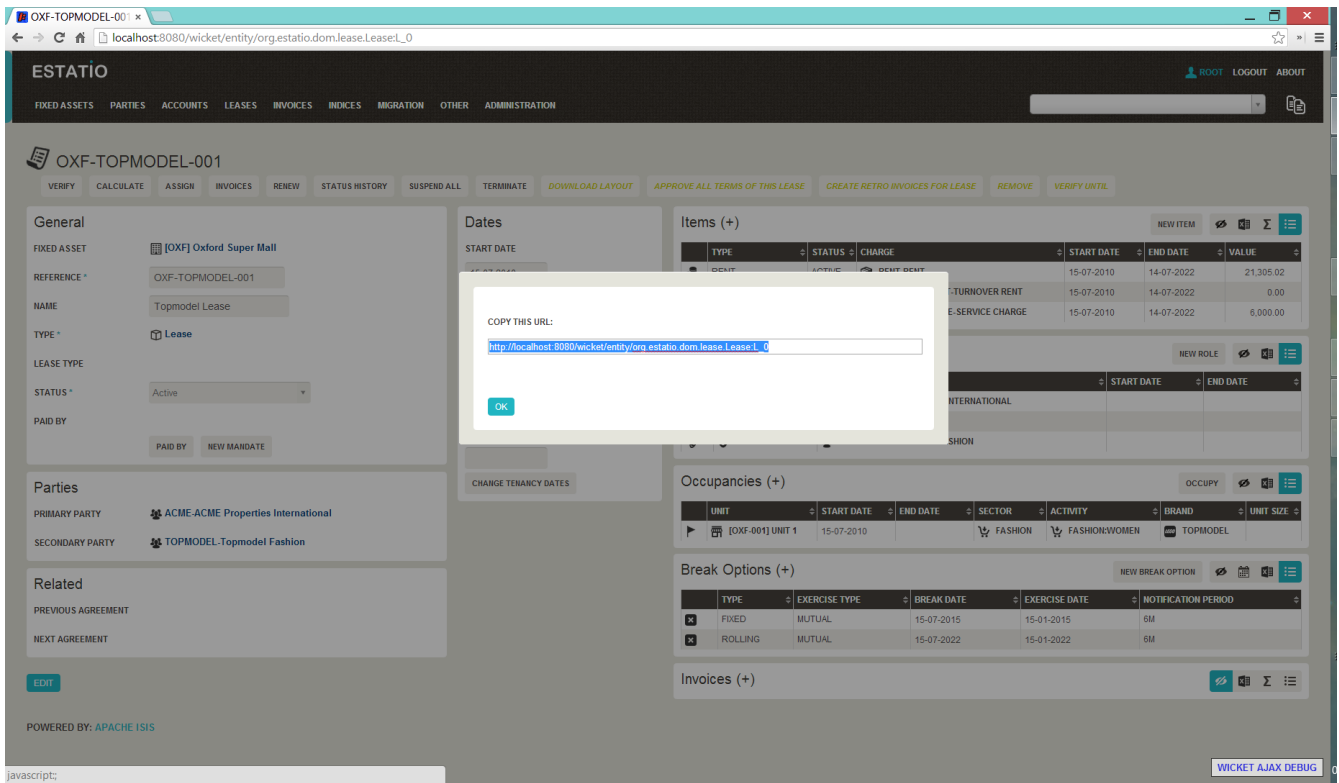 OXF-TOPMODEL-001 ×
localhost:8080/wicket/entity/org.estatio.dom.lease.Lease:L_0
ESTATIO
ROOT LOGOUT ABOUT
FIXED ASSETS PARTIES ACCOUNTS LEASES INVOICES INDICES MIGRATION OTHER ADMINISTRATION
OXF-TOPMODEL-001
VERIFY CALCULATE ASSIGN INVOICES RENEW STATUS HISTORY SUSPEND ALL TERMINATE DOWNLOAD LAYOUT APPROVE ALL TERMS OF THIS LEASE CREATE RETRO INVOICES FOR LEASE REMOVE VERIFY UNTIL
General
FIXED ASSET [OXF] Oxford Super Mall
REFERENCE * OXF-TOPMODEL-001
NAME Topmodel Lease
TYPE * Lease
LEASE TYPE
STATUS * Active
PAID BY
PAID BY NEW MANDATE
Parties
PRIMARY PARTY ACME-ACME Properties International
SECONDARY PARTY TOPMODEL-Topmodel Fashion
Related
PREVIOUS AGREEMENT
NEXT AGREEMENT
EDIT
POWERED BY: APACHE ISIS
Dates
START DATE
15-07-2010
COPY THIS URL:
http://localhost:8080/wicket/entity/org.estatio.dom.lease.Lease:L_0
OK
CHANGE TENANCY DATES
Items (+)
NEW ITEM
TYPE STATUS CHARGE START DATE END DATE VALUE
RENT ACTIVE RENT RENT 15-07-2010 14-07-2022 21,305.02
-TURNOVER RENT 15-07-2010 14-07-2022 0.00
E-SERVICE CHARGE 15-07-2010 14-07-2022 6,000.00
NEW ROLE
START DATE END DATE
NTERNATIONAL
SHION
Occupancies (+)
OCCUPY
UNIT START DATE END DATE SECTOR ACTIVITY BRAND UNIT SIZE
[OXF-001] UNIT 1 15-07-2010 FASHION FASHION:WOMEN TOPMODEL
Break Options (+)
NEW BREAK OPTION
TYPE EXERCISE TYPE BREAK DATE EXERCISE DATE NOTIFICATION PERIOD
FIXED MUTUAL 15-07-2015 15-01-2015 6M
ROLLING MUTUAL 15-07-2022 15-01-2022 6M
Invoices (+)
javascript:;
WICKET AJAX DEBUG